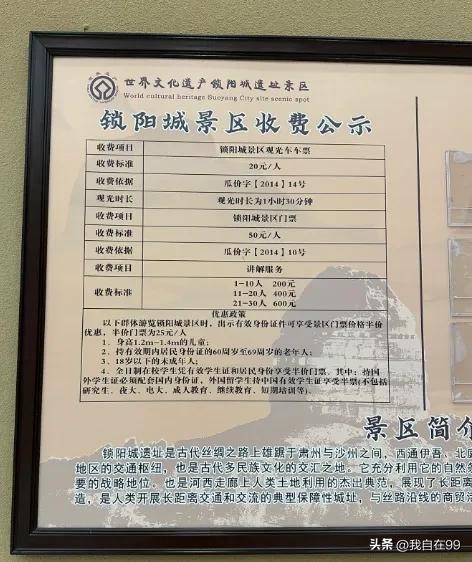 世界文化遗产锁阳城遗址景区
World cultural heritage Suoyang City site scenic spot
锁阳城景区收费公示
收费项目 锁阳城景区观光车车票
收费标准 20元/人
收费依据 瓜价字【2014】14号
观光时长 观光时长为1小时30分钟
收费项目 锁阳城景区门票
收费标准 50元/人
收费依据 瓜价字【2014】10号
收费项目 讲解服务
收费标准 1-10人 200元
11-20人 400元
21-30人 600元
优惠政策
以下群体游览锁阳城景区时，出示有效身份证件可享受景区门票价格半价
优惠，半价门票为25元/人
1、身高1.2m-1.4m的儿童；
2、持有效期内居民身份证的60周岁至69周岁的老年人；
3、18岁以下的未成年人；
4、全日制在校学生凭有效学生证和居民身份证享受半价门票。其中：持国
外学生证必须配套国内身份证，外国留学生持中国有效学生证享受半票(不包括
研究生、夜大、电大、成人教育、继续教育、短期培训等)。
景区简介
锁阳城遗址是古代丝绸之路上雄踞于肃州与沙州之间，西通伊吾、北庭
地区的交通枢纽，也是古代多民族文化的交汇之地。它充分利用它的自然
要的战略地位，也是河西走廊上人类土地利用的杰出典范，展现了长距离
造，是人类开展长距离交通和交流的典型保障性城址，与丝路沿线的商贸
头条 @我自在99